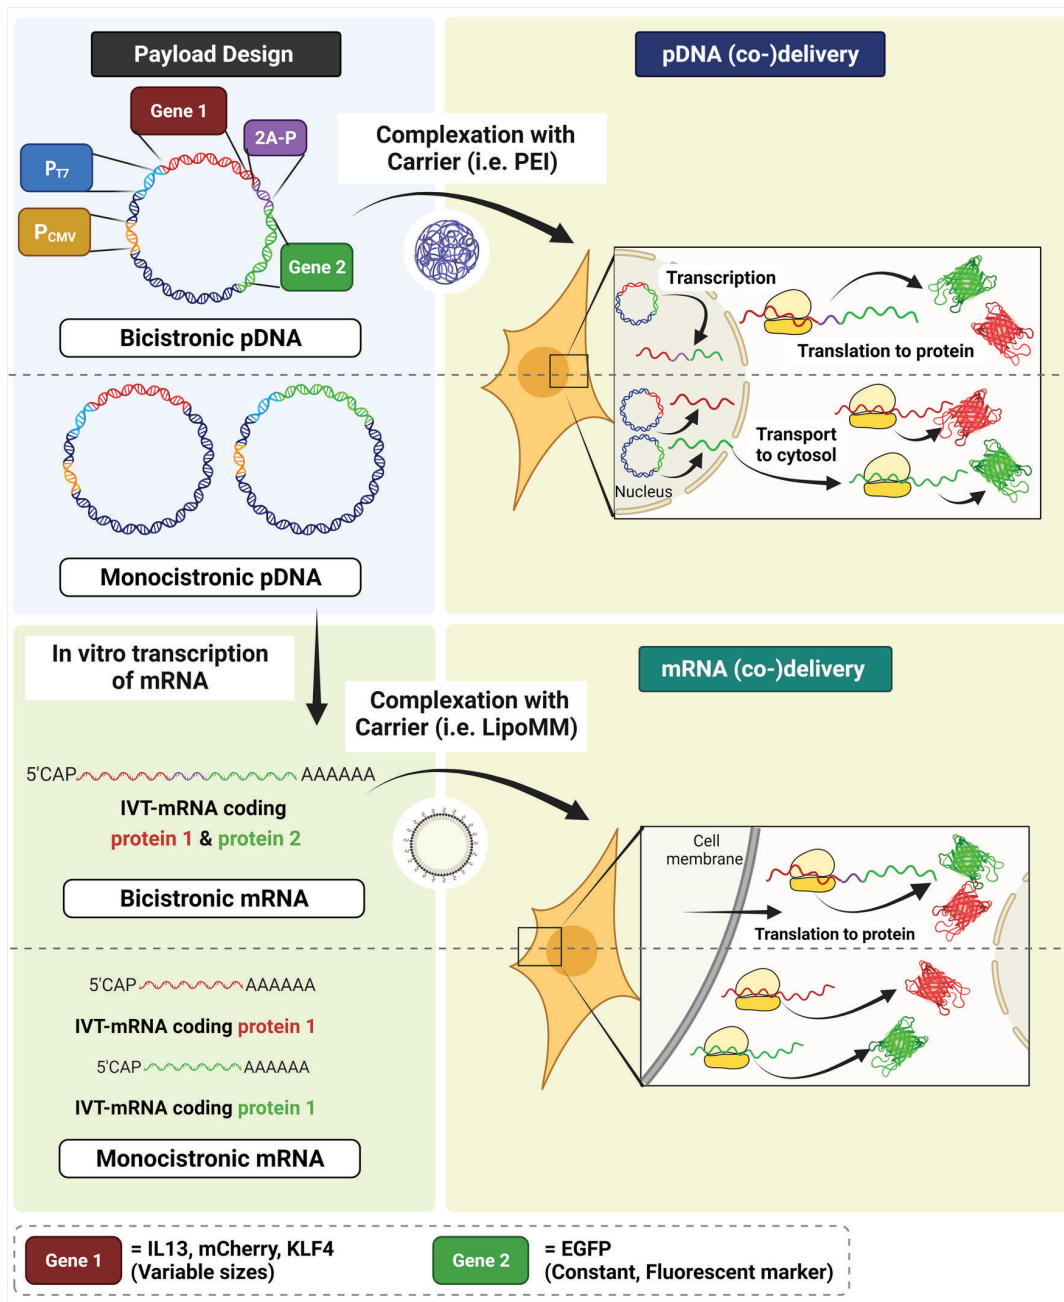 Payload Design
pDNA (co-)delivery
Gene 1
2A-P
PT7
PCMV
Gene 2
Bicistronic pDNA
Complexation with
Carrier (i.e. PEI)
Transcription
Translation to protein
Transport
to cytosol
Nucleus
Monocistronic pDNA
In vitro transcription
of mRNA
mRNA (co-)delivery
Complexation with
Carrier (i.e. LipoMM)
5'CAP AAAAAA
IVT-mRNA coding
protein 1 & protein 2
Bicistronic mRNA
Cell
membrane
Translation to protein
5'CAP AAAAAA
IVT-mRNA coding protein 1
5'CAP AAAAAA
IVT-mRNA coding protein 1
Monocistronic mRNA
Gene 1
= IL13, mCherry, KLF4
(Variable sizes)
Gene 2
= EGFP
(Constant, Fluorescent marker)